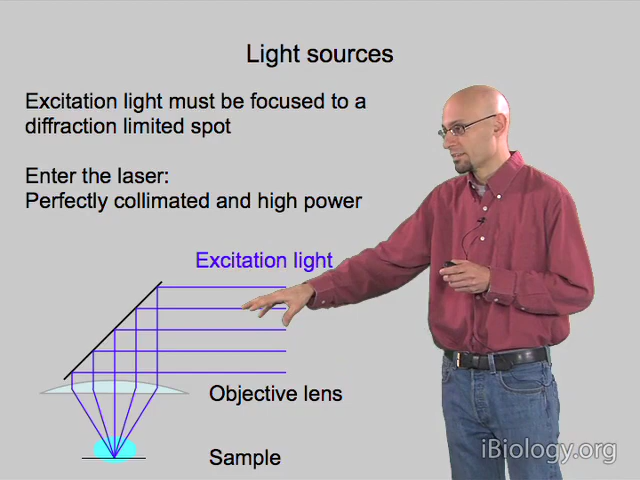 Light sources
Excitation light must be focused to a
diffraction limited spot
Enter the laser:
Perfectly collimated and high power
Excitation light
Objective lens
Sample
iBiology.org